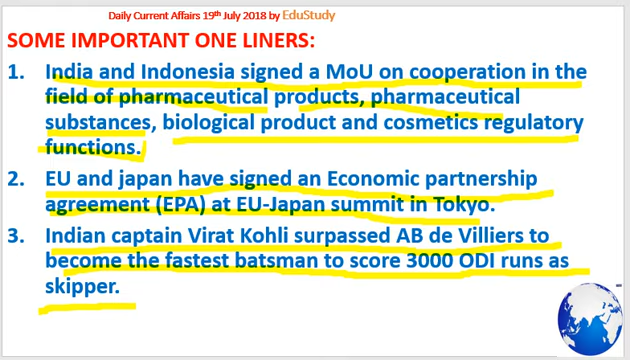 Daily Current Affairs 19th July 2018 by EduStudy
SOME IMPORTANT ONE LINERS:
1. India and Indonesia signed a MoU on cooperation in the
field of pharmaceutical products, pharmaceutical
substances, biological product and cosmetics regulatory
functions.
2. EU and japan have signed an Economic partnership
agreement (EPA) at EU-Japan summit in Tokyo.
3. Indian captain Virat Kohli surpassed AB de Villiers to
become the fastest batsman to score 3000 ODI runs as
skipper.